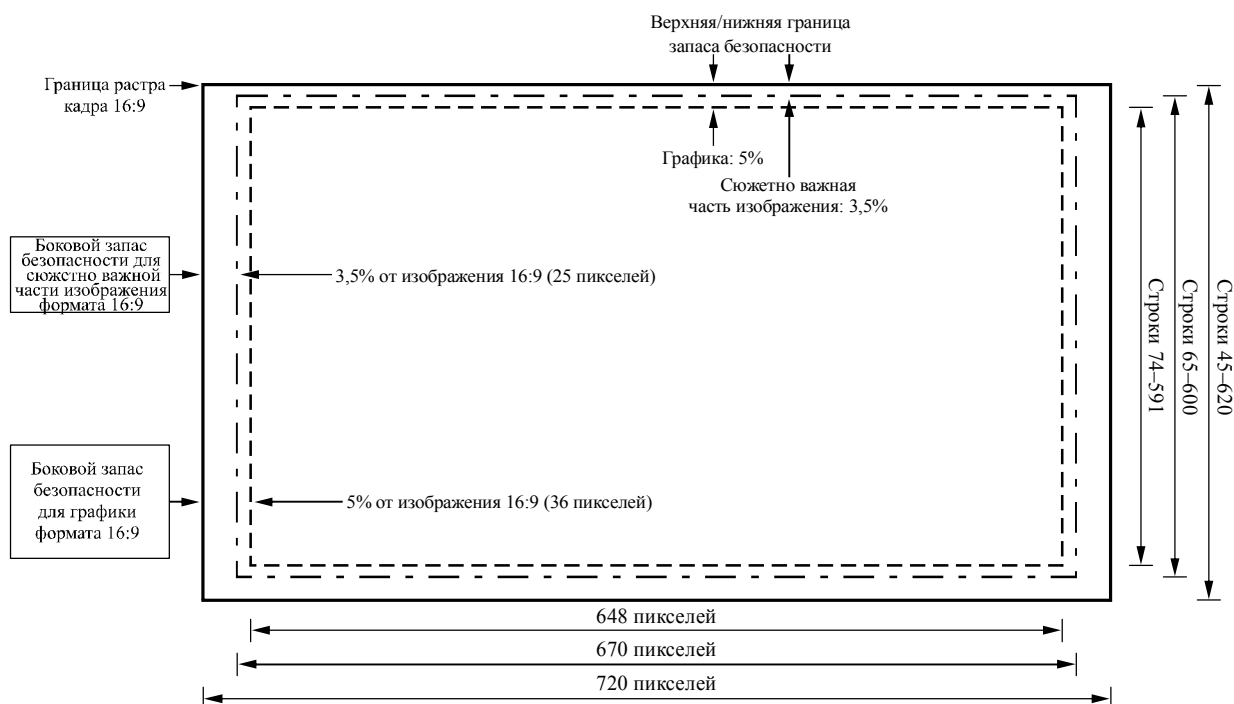 Верхняя/нижняя граница
запаса безопасности
Граница растра
кадра 16:9
Графика: 5%
Сюжетно важная
часть изображения: 3,5%
Боковой запас
безопасности для
сюжетно важной
части изображения
формата 16:9
3,5% от изображения 16:9 (25 пикселей)
Строки 74–591
Строки 65–600
Строки 45–620
Боковой запас
безопасности
для графики
формата 16:9
5% от изображения 16:9 (36 пикселей)
648 пикселей
670 пикселей
720 пикселей